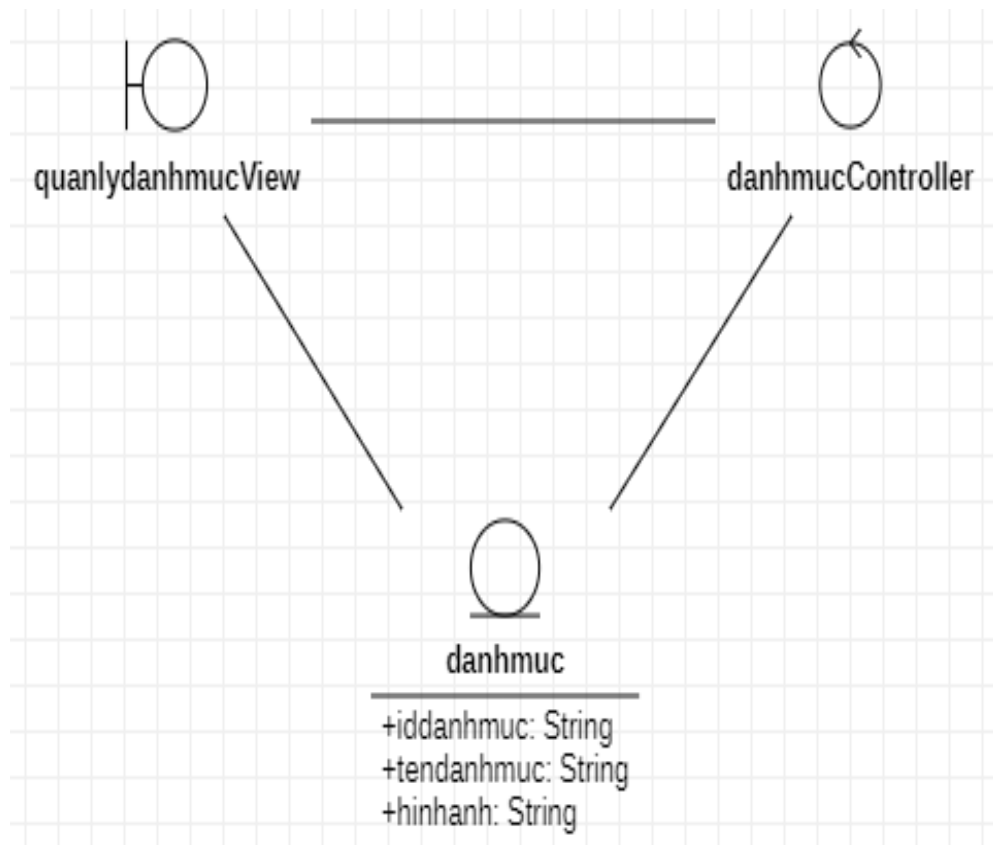 quanlydanhmucView
danhmucController
danhmuc
+iddanhmuc: String
+tendanhmuc: String
+hinhanh: String